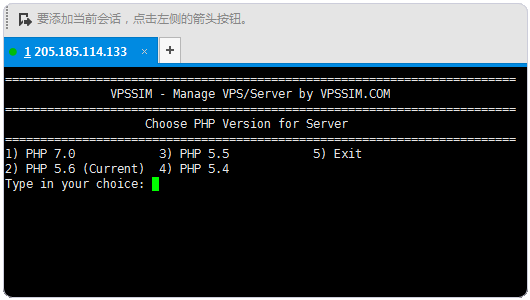 要添加当前会话，点击左侧的箭头按钮。
1 205.185.114.133 × +
=========================================================================
VPSSIM - Manage VPS/Server by VPSSIM.COM
=========================================================================
Choose PHP Version for Server
=========================================================================
1) PHP 7.0 3) PHP 5.5 5) Exit
2) PHP 5.6 (Current) 4) PHP 5.4
Type in your choice: